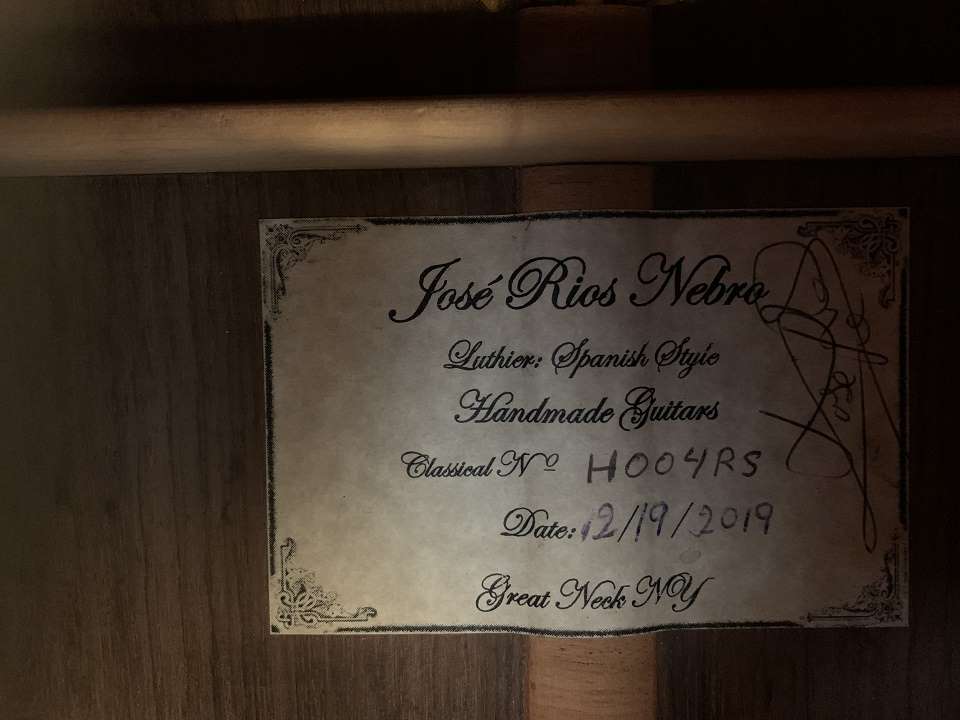 José Rios Nebro
Luthier: Spanish Style
Handmade Guitars
Classical Nº H004RS
Date: 12/19/2019
Great Neck NY